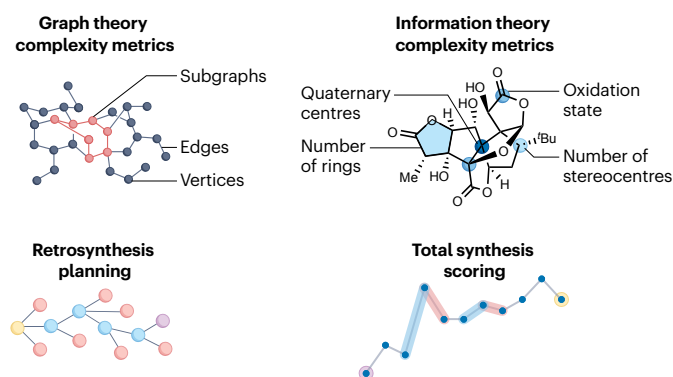 Graph theory
complexity metrics
Subgraphs
Edges
Vertices
Information theory
complexity metrics
Quaternary
centres
Number
of rings
Oxidation
state
Number of
stereocentres
O
HO
O
HO
H
O
O
O
tBu
Me
HO
H
O
O
Retrosynthesis
planning
Total synthesis
scoring